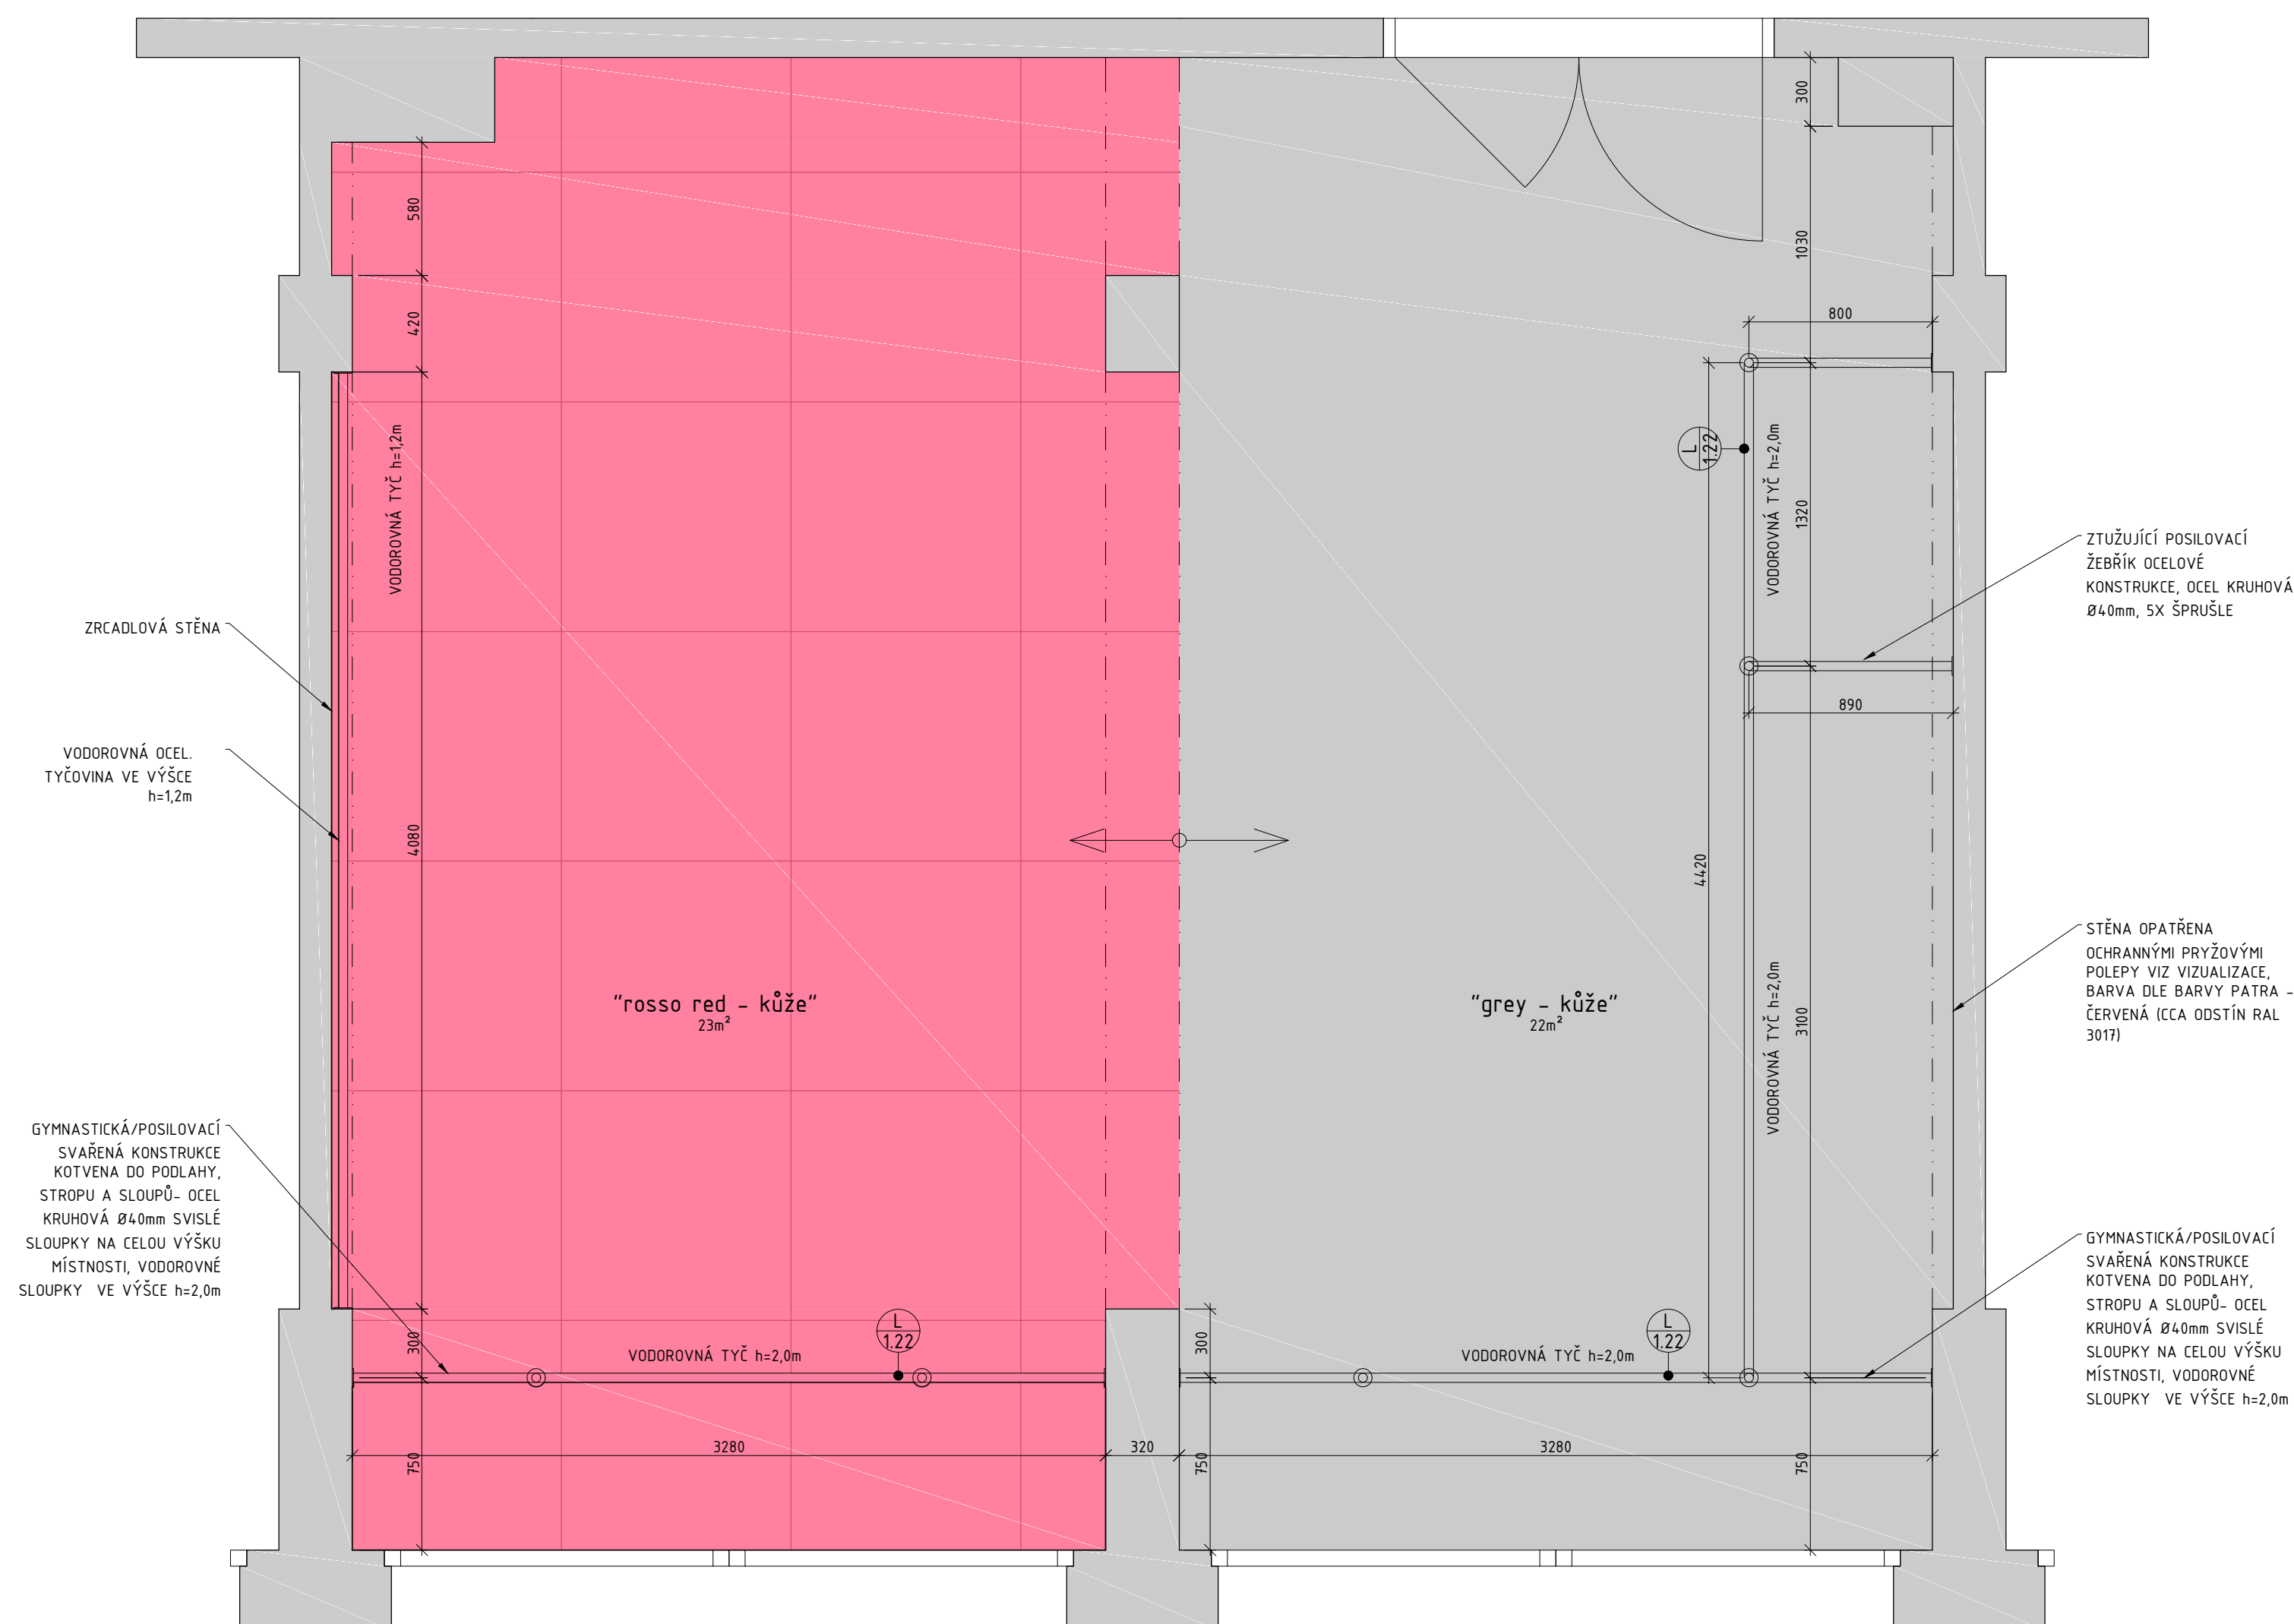 300
580
1030
420
800
VODOROVNÁ TYČ h=1,2m
L
1.22
VODOROVNÁ TYČ h=2,0m
1320
ZTUŽUJÍCÍ POSILOVACÍ
ŽEBŘÍK OCELOVÉ
KONSTRUKCE, OCEL KRUHOVÁ
Ø40mm, 5X ŠPRUŠLE
ZRCADLOVÁ STĚNA
890
VODOROVNÁ OCEL.
TYČOVINA VE VÝŠCE
h=1,2m
4080
4420
STĚNA OPATŘENA
OCHRANNÝMI PRYŽOVÝMI
POLEPY VIZ VIZUALIZACE,
BARVA DLE BARVY PATRA -
ČERVENÁ (CCA ODSTÍN RAL
3017)
"rosso red - kůže"
23m²
"grey - kůže"
22m²
VODOROVNÁ TYČ h=2,0m
3100
GYMNASTICKÁ/POSILOVACÍ
SVAŘENÁ KONSTRUKCE
KOTVENA DO PODLAHY,
STROPU A SLOUPŮ- OCEL
KRUHOVÁ Ø40mm SVISLÉ
SLOUPKY NA CELOU VÝŠKU
MÍSTNOSTI, VODOROVNÉ
SLOUPKY VE VÝŠCE h=2,0m
GYMNASTICKÁ/POSILOVACÍ
SVAŘENÁ KONSTRUKCE
KOTVENA DO PODLAHY,
STROPU A SLOUPŮ- OCEL
KRUHOVÁ Ø40mm SVISLÉ
SLOUPKY NA CELOU VÝŠKU
MÍSTNOSTI, VODOROVNÉ
SLOUPKY VE VÝŠCE h=2,0m
300
VODOROVNÁ TYČ h=2,0m
L
1.22
300
VODOROVNÁ TYČ h=2,0m
L
1.22
750
3280
320
750
3280
750